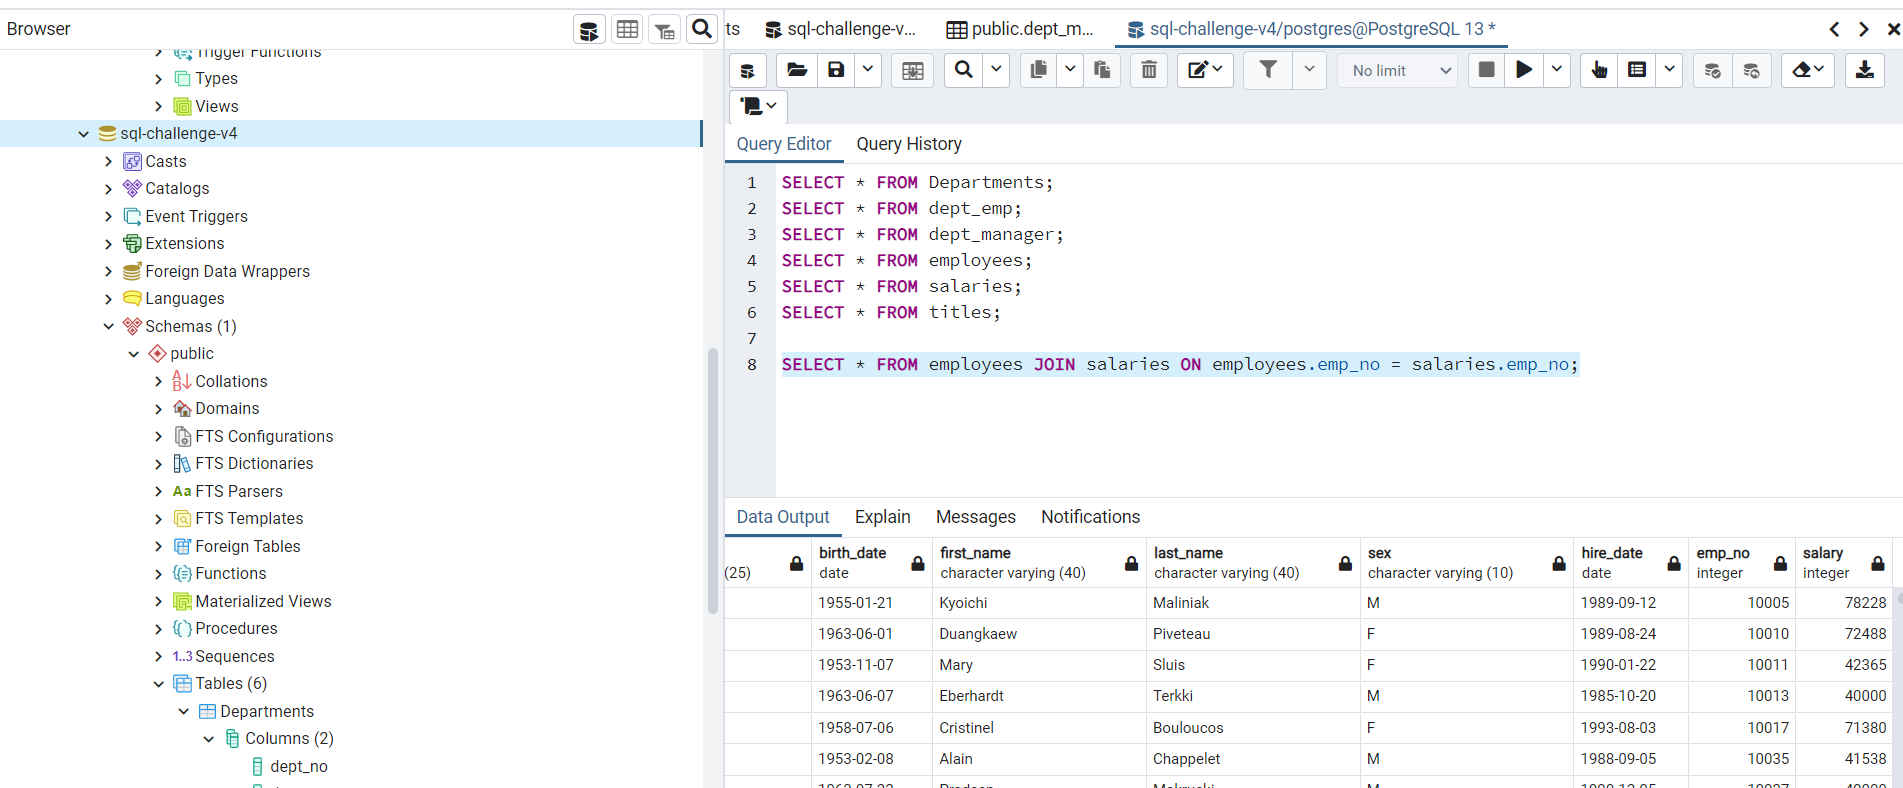 Browser
Trigger Functions
Types
Views
sql-challenge-v4
Casts
Catalogs
Event Triggers
Extensions
Foreign Data Wrappers
Languages
Schemas (1)
public
Collations
Domains
FTS Configurations
FTS Dictionaries
Aa FTS Parsers
FTS Templates
Foreign Tables
Functions
Materialized Views
Procedures
1..3 Sequences
Tables (6)
Departments
Columns (2)
dept_no
ts sql-challenge-v... public.dept_m... sql-challenge-v4/postgres@PostgreSQL 13 *
No limit
Query Editor Query History
1 SELECT * FROM Departments;
2 SELECT * FROM dept_emp;
3 SELECT * FROM dept_manager;
4 SELECT * FROM employees;
5 SELECT * FROM salaries;
6 SELECT * FROM titles;
7
8 SELECT * FROM employees JOIN salaries ON employees.emp_no = salaries.emp_no;
Data Output Explain Messages Notifications
birth_date first_name last_name sex hire_date emp_no salary
(25) date character varying (40) character varying (40) character varying (10) date integer integer
1955-01-21 Kyoichi Maliniak M 1989-09-12 10005 78228
1963-06-01 Duangkaew Piveteau F 1989-08-24 10010 72488
1953-11-07 Mary Sluis F 1990-01-22 10011 42365
1963-06-07 Eberhardt Terkki M 1985-10-20 10013 40000
1958-07-06 Cristinel Bouloucos F 1993-08-03 10017 71380
1953-02-08 Alain Chappelet M 1988-09-05 10035 41538